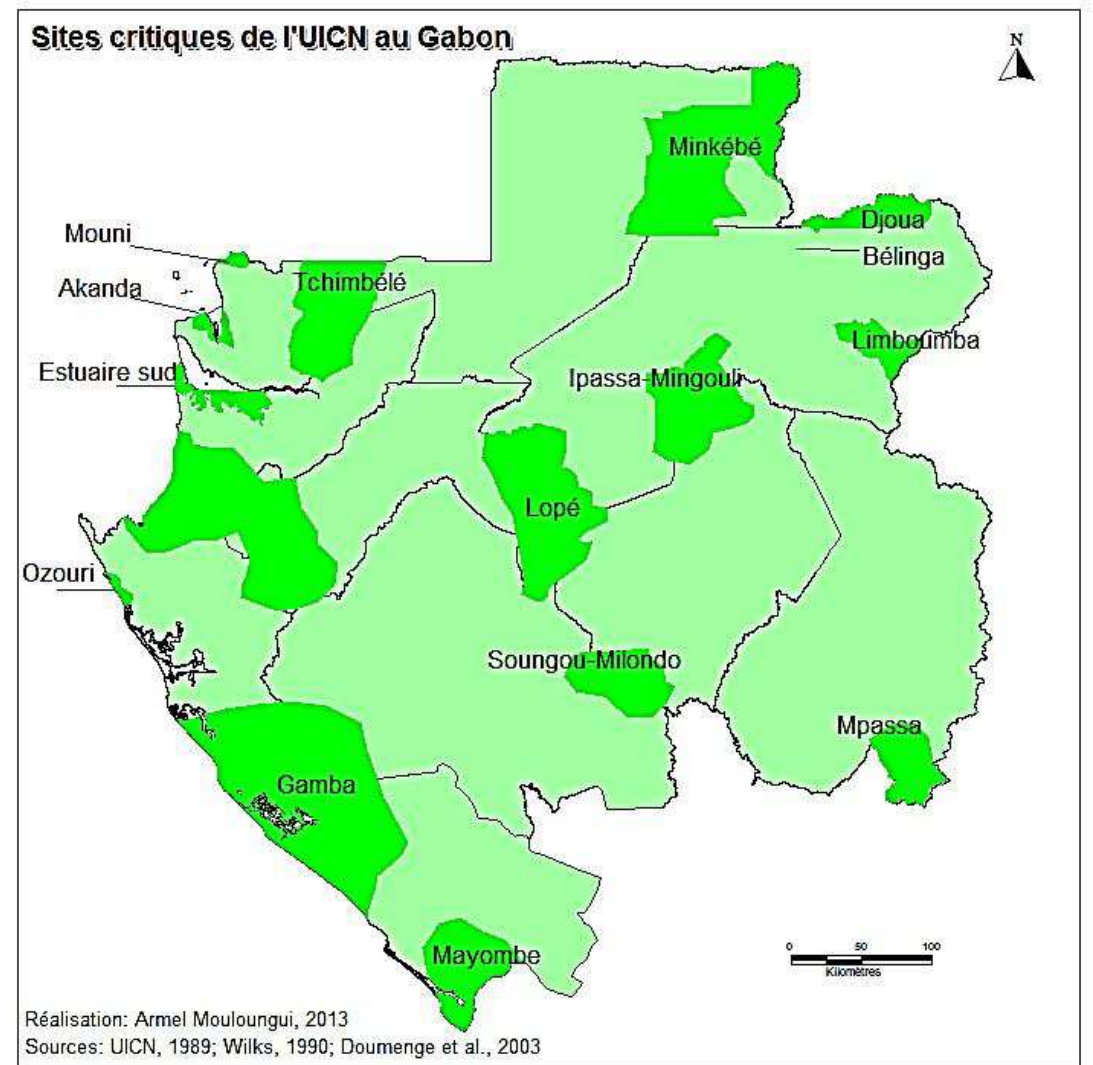 Sites critiques de l'UICN au Gabon
N
Minkébé
Djoua
Mouni
Bélinga
Tchimbélé
Akanda
Limboumba
Estuaire sud
Ipassa-Mingouli
Lopé
Ozouri
Soungou-Milondo
Mpassa
Gamba
0 50 100
Kilomètres
Mayombe
Réalisation: Armel Mouloungui, 2013
Sources: UICN, 1989; Wilks, 1990; Doumenge et al., 2003